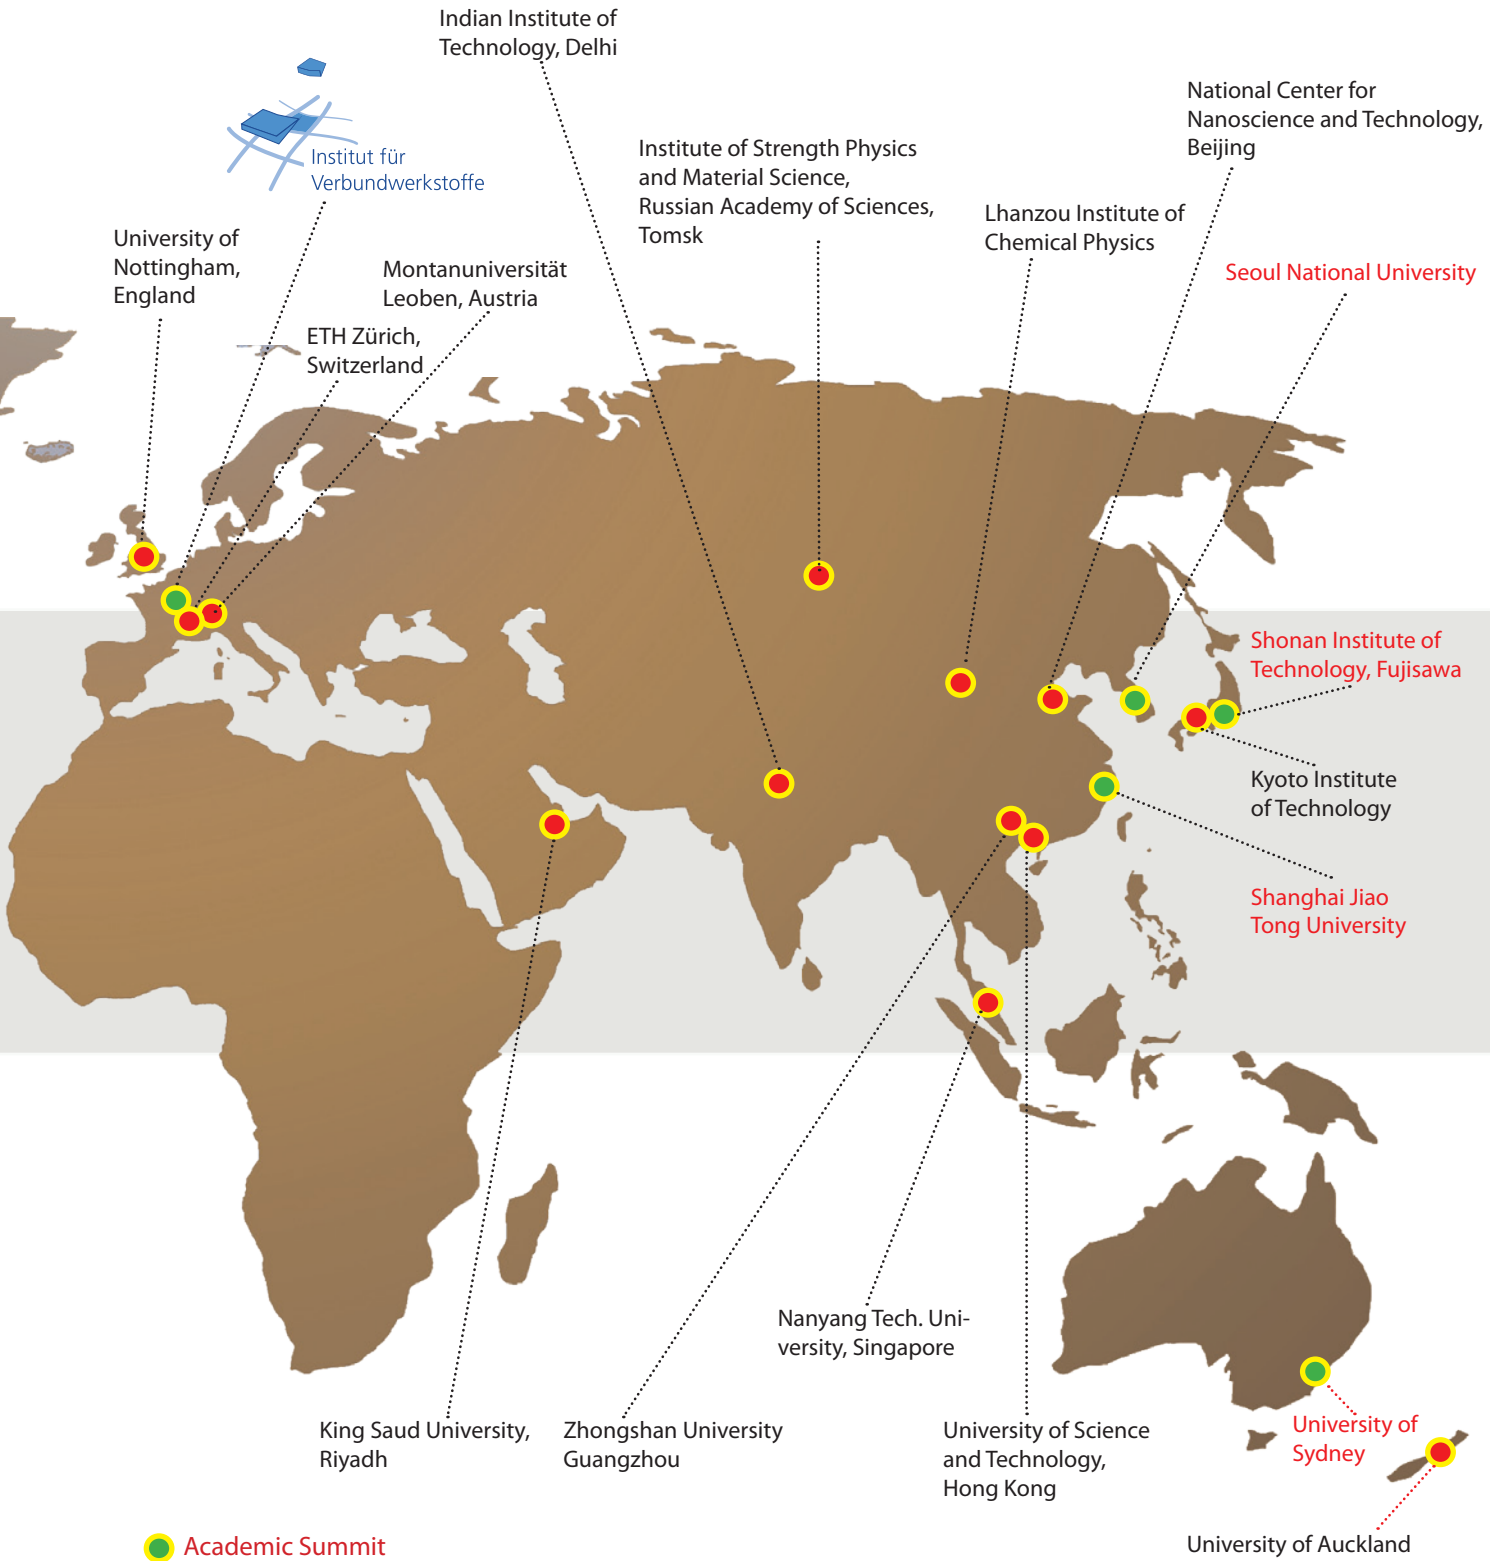 Indian Institute of
Technology, Delhi
National Center for
Nanoscience and Technology,
Beijing
Institut für
Verbundwerkstoffe
Institute of Strength Physics
and Material Science,
Russian Academy of Sciences,
Tomsk
Lhanzou Institute of
Chemical Physics
University of
Nottingham,
England
Montanuniversität
Leoben, Austria
Seoul National University
ETH Zürich,
Switzerland
Shonan Institute of
Technology, Fujisawa
Kyoto Institute
of Technology
Shanghai Jiao
Tong University
Nanyang Tech. Uni-
versity, Singapore
King Saud University,
Riyadh
Zhongshan University
Guangzhou
University of Science
and Technology,
Hong Kong
University of
Sydney
University of Auckland
Academic Summit